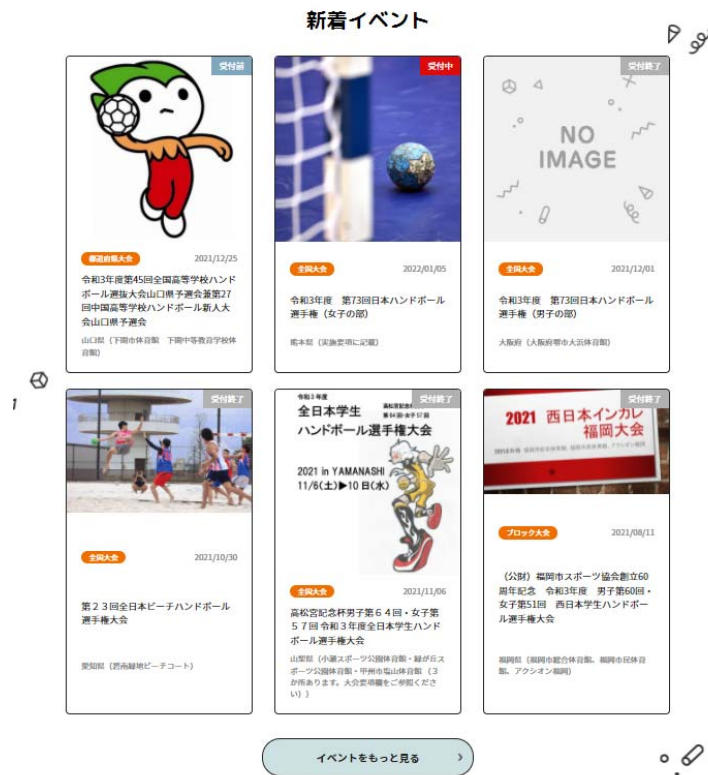 新着イベント
受付前
都道府県大会 2021/12/25
令和3年度第45回全国高等学校ハンド
ボール選抜大会山口県予選会兼第27
回中国高等学校ハンドボール新人大
会山口県予選会
山口県（下関市体育館　下関中等教育学校体
育館）
受付中
全国大会 2022/01/05
令和3年度　第73回日本ハンドボール
選手権（女子の部）
熊本県（実施要項に記載）
受付終了
NO
IMAGE
全国大会 2021/12/01
令和3年度　第73回日本ハンドボール
選手権（男子の部）
大阪府（大阪府堺市大浜体育館）
受付終了
全国大会 2021/10/30
第２３回全日本ビーチハンドボール
選手権大会
愛知県（碧南緑地ビーチコート）
令和３年度
受付終了
全日本学生
ハンドボール選手権大会
2021 in YAMANASHI
11/6(土)▶10日(水)
全国大会 2021/11/06
高松宮記念杯男子第６４回・女子第
５７回 令和３年度全日本学生ハンド
ボール選手権大会
山梨県（小瀬スポーツ公園体育館・緑が丘ス
ポーツ公園体育館・甲州市塩山体育館 （3
か所あります。大会要項欄をご参照くださ
い））
受付終了
2021 西日本インカレ
福岡大会
ブロック大会 2021/08/11
（公財）福岡市スポーツ協会創立60
周年記念　令和3年度　男子第60回・
女子第51回　西日本学生ハンドボー
ル選手権大会
福岡県（福岡市総合体育館、福岡市民体育
館、アクシオン福岡）
イベントをもっと見る